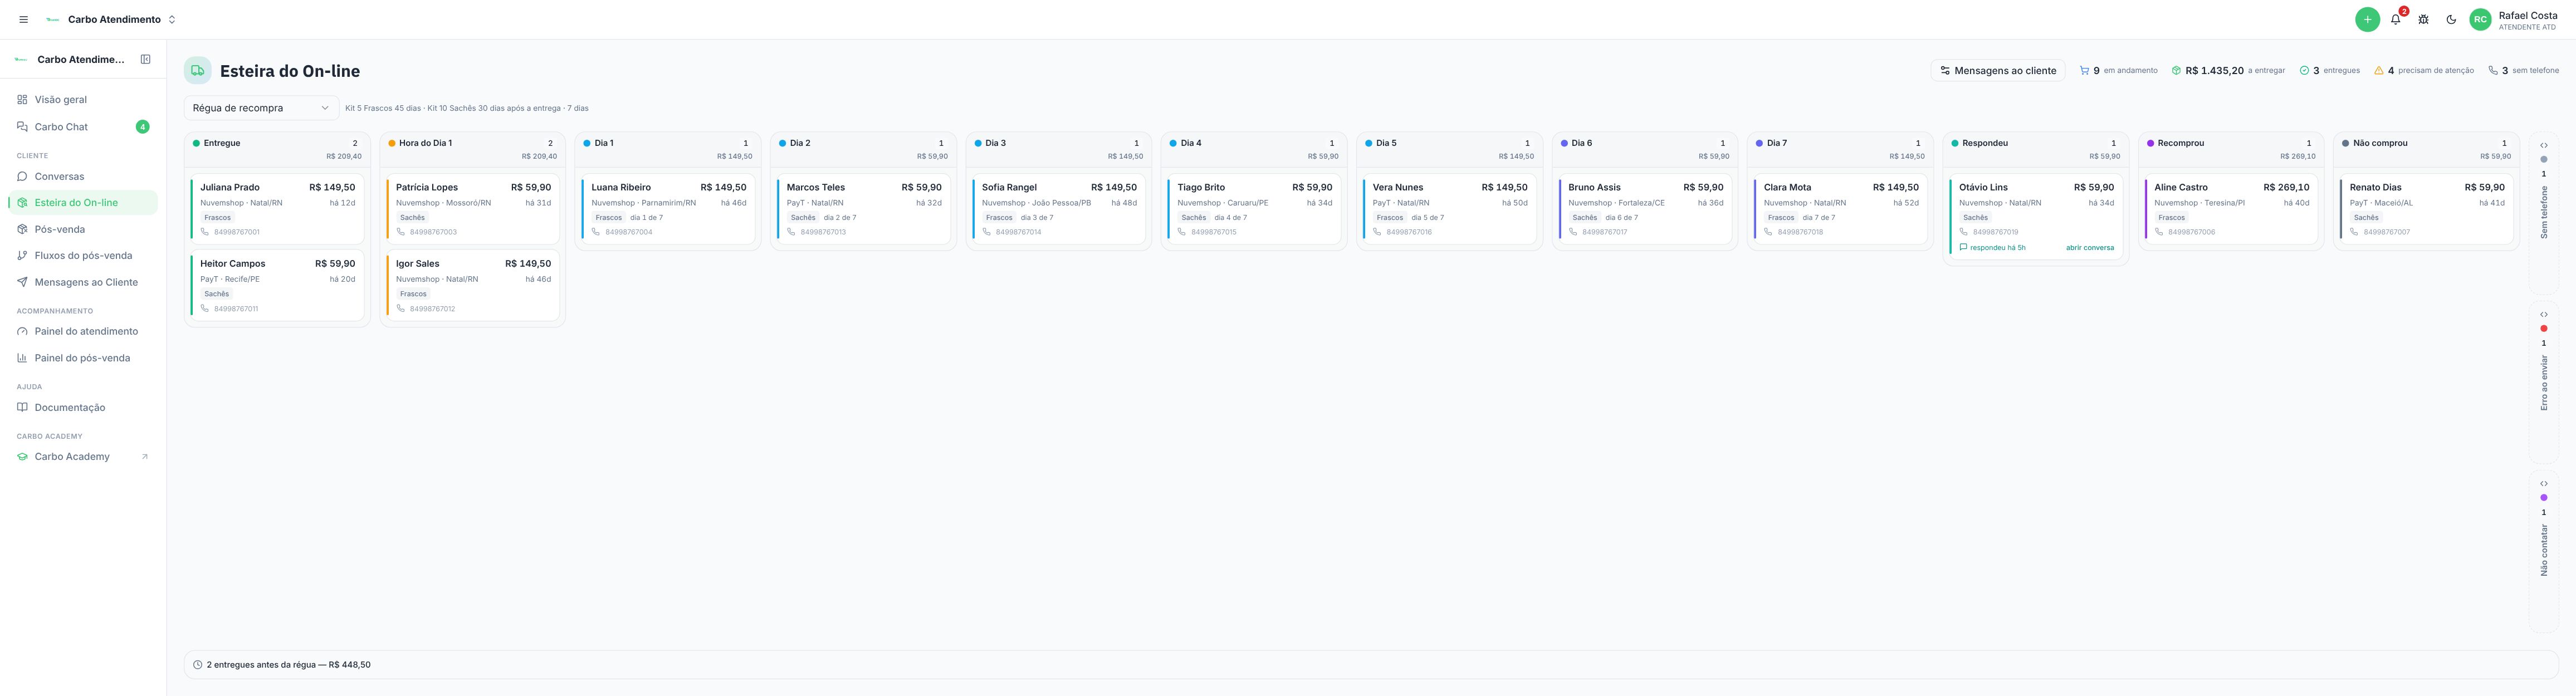 Carbo Atendimento
2
RC
Rafael Costa
ATENDENTE ATD
Carbo Atendime...
Visão geral
Carbo Chat
4
CLIENTE
Conversas
Esteira do On-line
Pós-venda
Fluxos do pós-venda
Mensagens ao Cliente
ACOMPANHAMENTO
Painel do atendimento
Painel do pós-venda
AJUDA
Documentação
CARBO ACADEMY
Carbo Academy
Esteira do On-line
Mensagens ao cliente
9 em andamento
R$ 1.435,20 a entregar
3 entregues
4 precisam de atenção
3 sem telefone
Régua de recompra
Kit 5 Frascos 45 dias · Kit 10 Sachês 30 dias após a entrega · 7 dias
Entregue 2
R$ 209,40
Juliana Prado R$ 149,50
Nuvemshop · Natal/RN há 12d
Frascos
84998767001
Heitor Campos R$ 59,90
PayT · Recife/PE há 20d
Sachês
84998767011
Hora do Dia 1 2
R$ 209,40
Patrícia Lopes R$ 59,90
Nuvemshop · Mossoró/RN há 31d
Sachês
84998767003
Igor Sales R$ 149,50
Nuvemshop · Natal/RN há 46d
Frascos
84998767012
Dia 1 1
R$ 149,50
Luana Ribeiro R$ 149,50
Nuvemshop · Parnamirim/RN há 46d
Frascos dia 1 de 7
84998767004
Dia 2 1
R$ 59,90
Marcos Teles R$ 59,90
PayT · Natal/RN há 32d
Sachês dia 2 de 7
84998767013
Dia 3 1
R$ 149,50
Sofia Rangel R$ 149,50
Nuvemshop · João Pessoa/PB há 48d
Frascos dia 3 de 7
84998767014
Dia 4 1
R$ 59,90
Tiago Brito R$ 59,90
Nuvemshop · Caruaru/PE há 34d
Sachês dia 4 de 7
84998767015
Dia 5 1
R$ 149,50
Vera Nunes R$ 149,50
PayT · Natal/RN há 50d
Frascos dia 5 de 7
84998767016
Dia 6 1
R$ 59,90
Bruno Assis R$ 59,90
Nuvemshop · Fortaleza/CE há 36d
Sachês dia 6 de 7
84998767017
Dia 7 1
R$ 149,50
Clara Mota R$ 149,50
Nuvemshop · Natal/RN há 52d
Frascos dia 7 de 7
84998767018
Respondeu 1
R$ 59,90
Otávio Lins R$ 59,90
Nuvemshop · Natal/RN há 34d
Sachês
84998767019
respondeu há 5h abrir conversa
Recomprou 1
R$ 269,10
Aline Castro R$ 269,10
Nuvemshop · Teresina/PI há 40d
Frascos
84998767006
Não comprou 1
R$ 59,90
Renato Dias R$ 59,90
PayT · Maceió/AL há 41d
Sachês
84998767007
1
Sem telefone
1
Erro ao enviar
1
Não contatar
2 entregues antes da régua — R$ 448,50